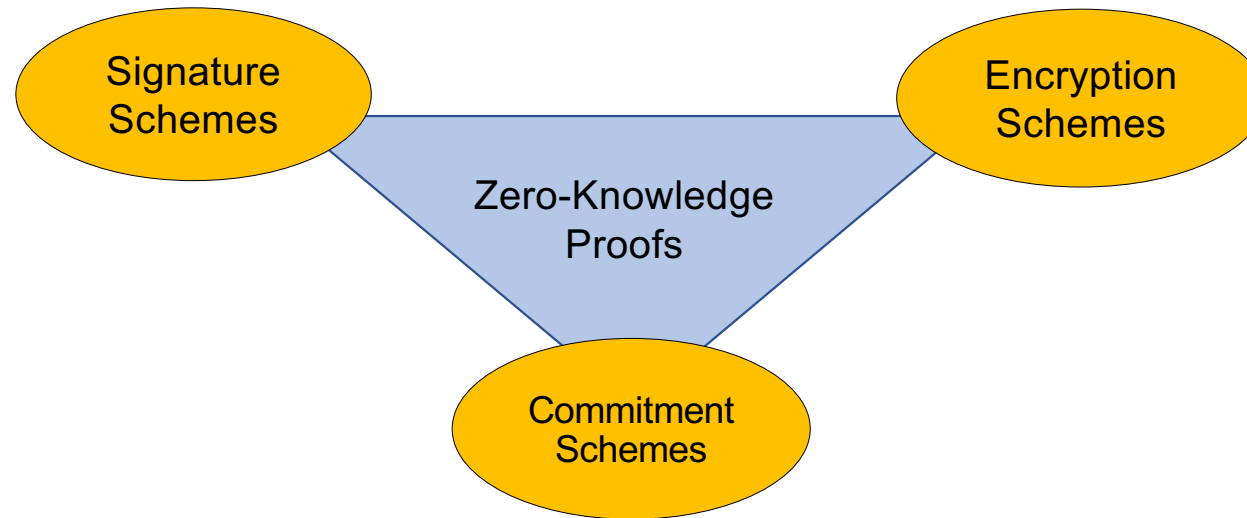 Signature
Schemes
Encryption
Schemes
Zero-Knowledge
Proofs
Commitment
Schemes